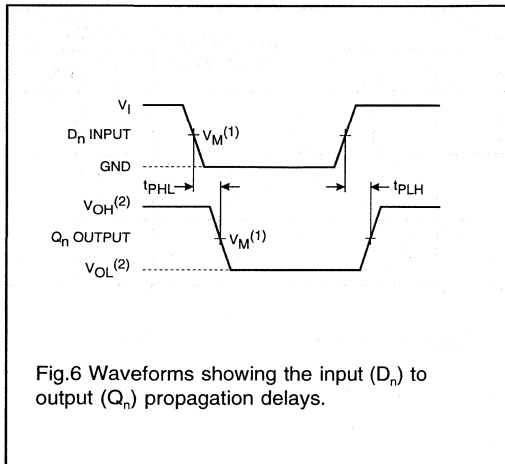 V_I
D_n INPUT
V_M(1)
GND
t_PHL
t_PLH
V_OH(2)
Q_n OUTPUT
V_M(1)
V_OL(2)
Fig.6 Waveforms showing the input (D_n) to
output (Q_n) propagation delays.